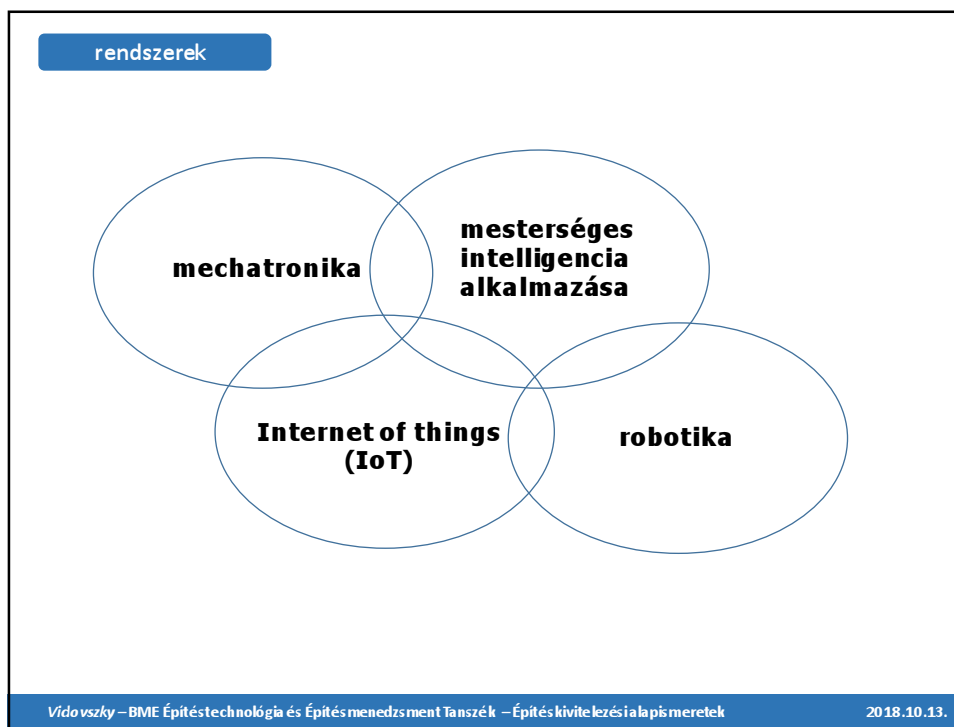 rendszerek
mechatronika
mesterséges
intelligencia
alkalmazása
Internet of things
(IoT)
robotika
Vidovszky – BME Építéstechnológia és Építésmenedzsment Tanszék – Építéskivitelezési alapismeretek 2018.10.13.